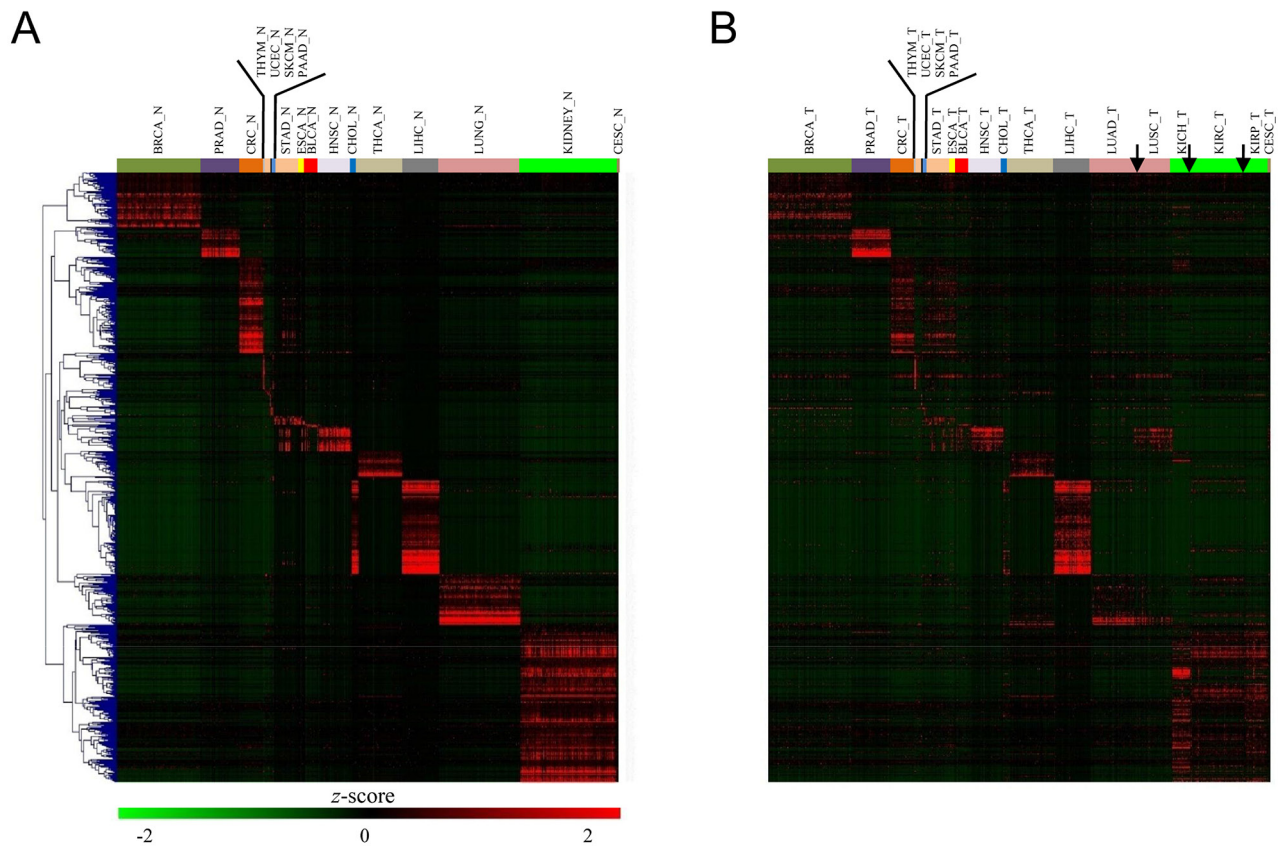 A
THYM_N
UCEC_N
SKCM_N
PAAD_N
BRCA_N
PRAD_N
CRC_N
STAD_N
ESCA_N
BLCA_N
HNSC_N
CHOL_N
THCA_N
LIHC_N
LUNG_N
KIDNEY_N
CESC_N
z-score
-2
0
2
B
THYM_T
UCEC_T
SKCM_T
PAAD_T
BRCA_T
PRAD_T
CRC_T
STAD_T
ESCA_T
BLCA_T
HNSC_T
CHOL_T
THCA_T
LIHC_T
LUAD_T
LUSC_T
KICH_T
KIRC_T
KIRP_T
CESC_T